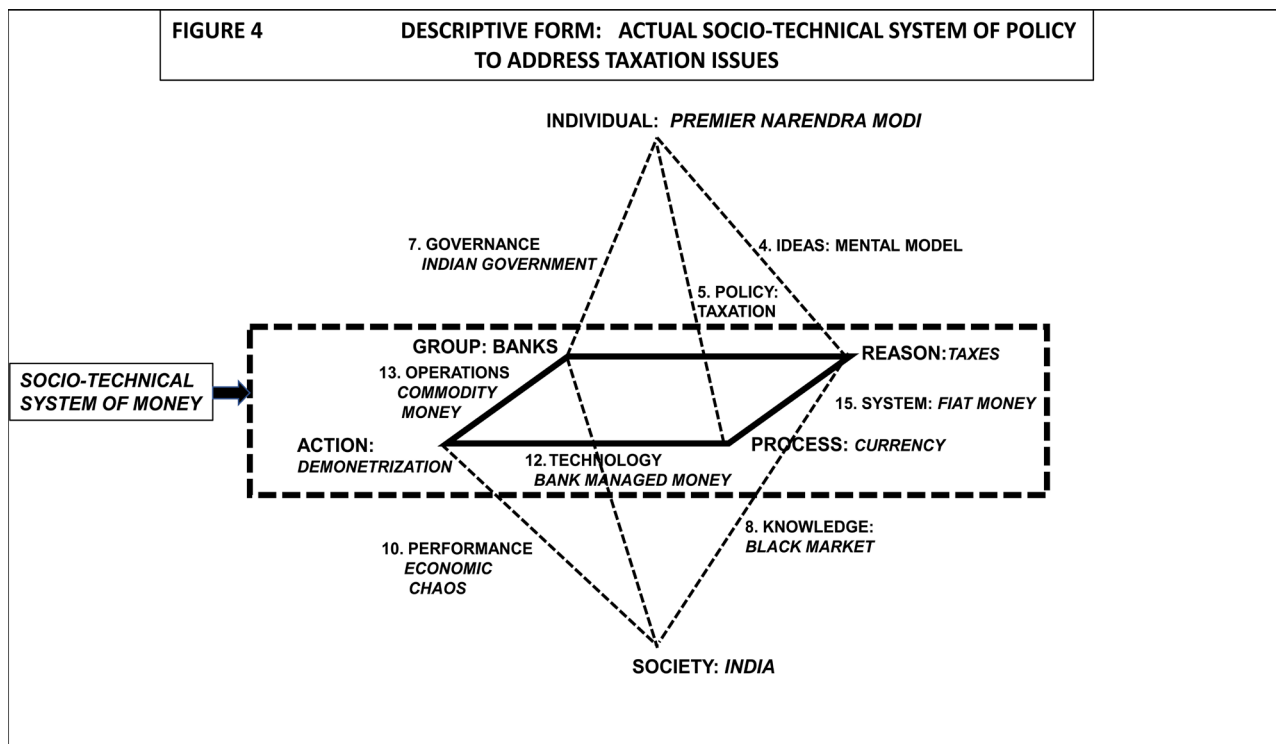 FIGURE 4 DESCRIPTIVE FORM: ACTUAL SOCIO-TECHNICAL SYSTEM OF POLICY
TO ADDRESS TAXATION ISSUES
INDIVIDUAL: PREMIER NARENDRA MODI
7. GOVERNANCE
INDIAN GOVERNMENT
4. IDEAS: MENTAL MODEL
5. POLICY:
TAXATION
GROUP: BANKS
REASON: TAXES
SOCIO-TECHNICAL
SYSTEM OF MONEY
13. OPERATIONS
COMMODITY
MONEY
15. SYSTEM: FIAT MONEY
ACTION:
DEMONETRIZATION
PROCESS: CURRENCY
12. TECHNOLOGY
BANK MANAGED MONEY
8. KNOWLEDGE:
BLACK MARKET
10. PERFORMANCE
ECONOMIC
CHAOS
SOCIETY: INDIA